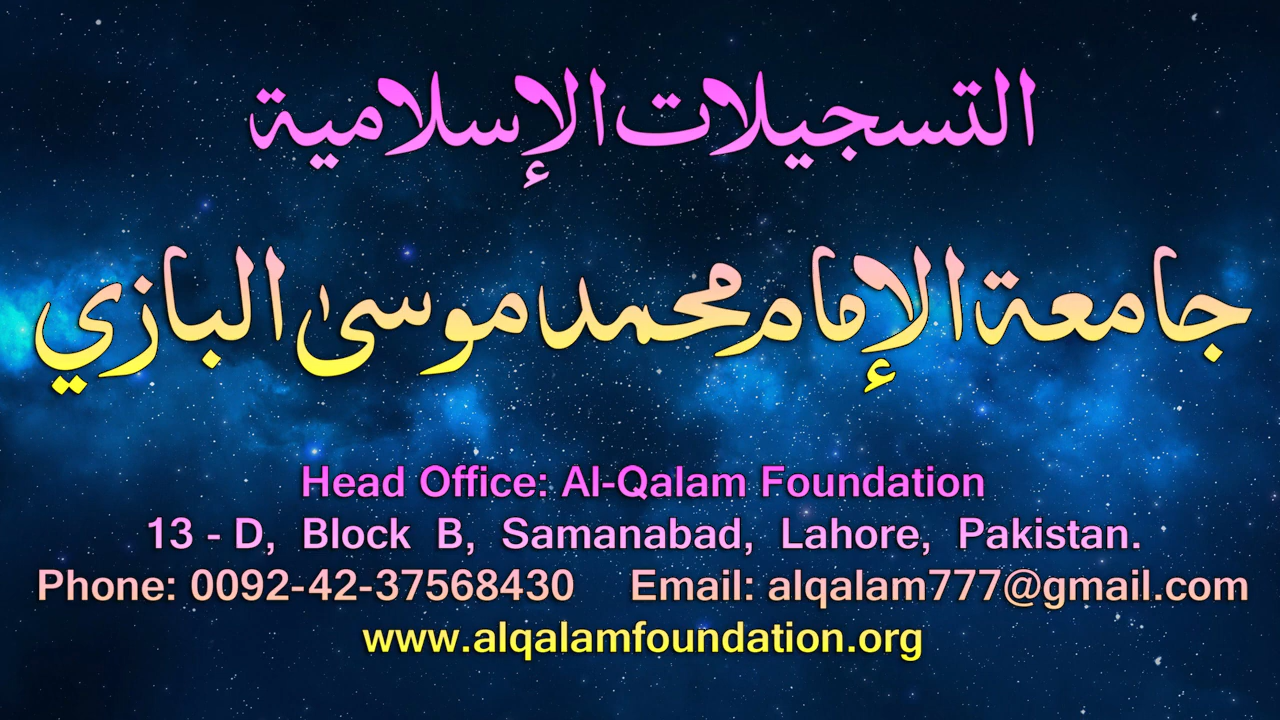 التسجيلات الإسلامية
جامعة الإمام محمد موسىٰ البازي
Head Office: Al-Qalam Foundation
13 - D, Block B, Samanabad, Lahore, Pakistan.
Phone: 0092-42-37568430 Email: alqalam777@gmail.com
www.alqalamfoundation.org